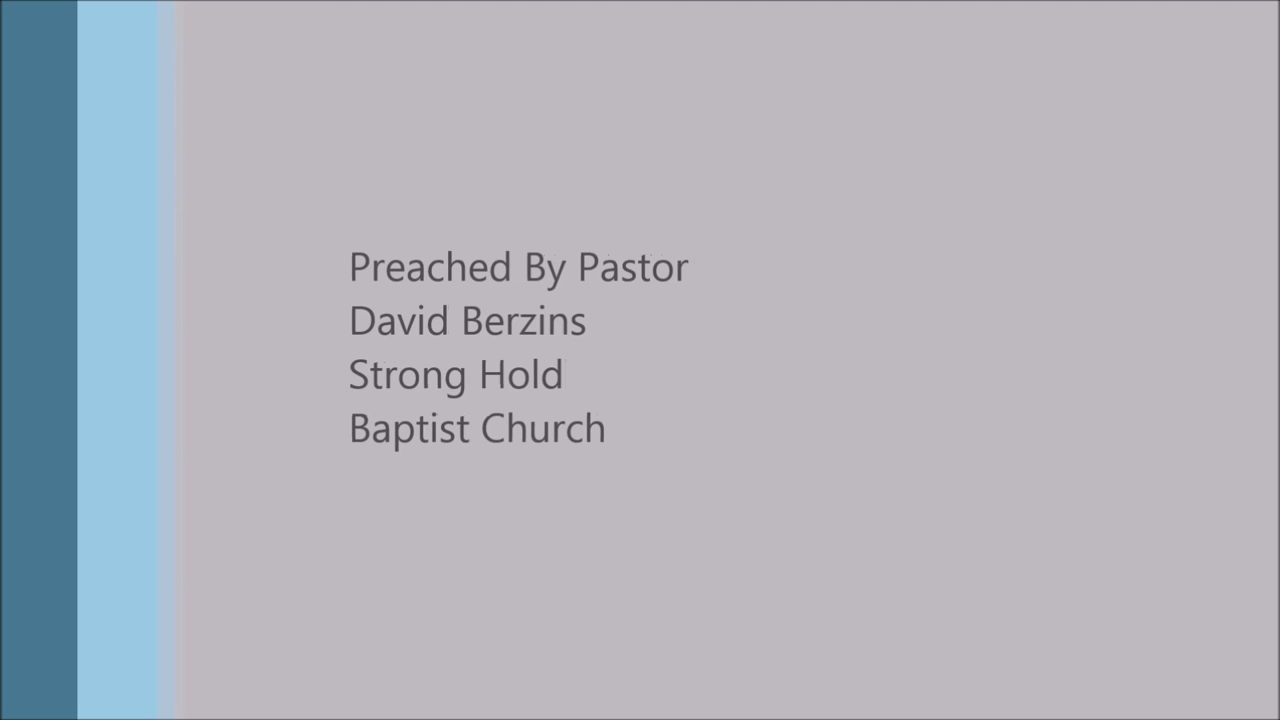 Preached By Pastor
David Berzins
Strong Hold
Baptist Church